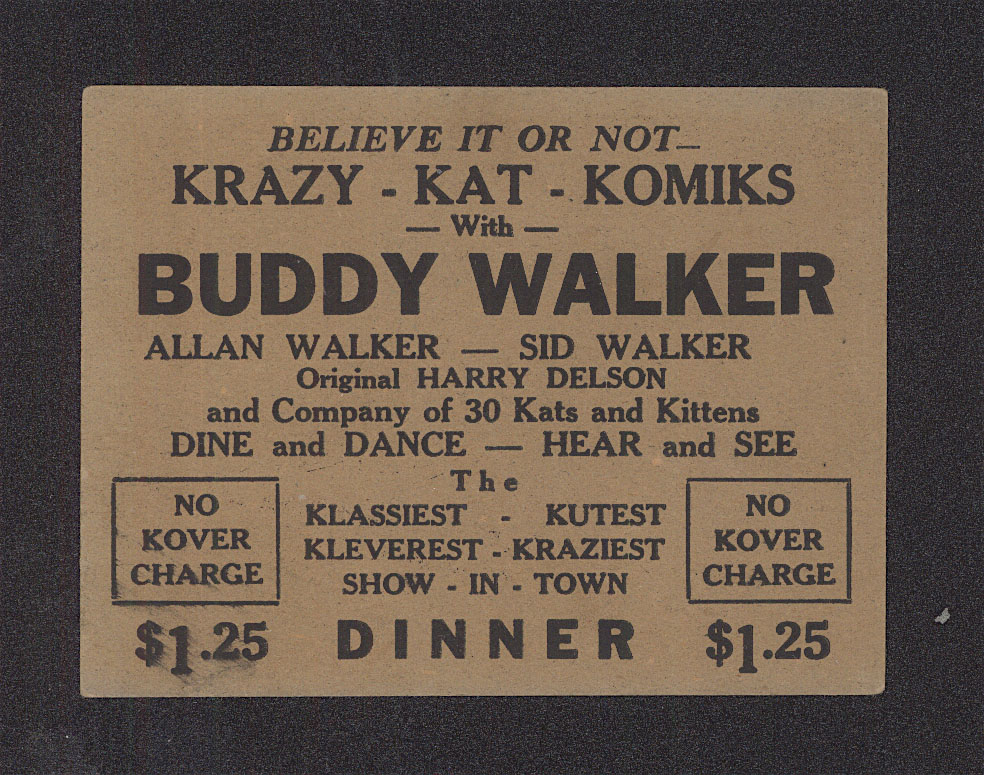 BELIEVE IT OR NOT—
KRAZY - KAT - KOMIKS
— With —
BUDDY WALKER
ALLAN WALKER — SID WALKER
Original HARRY DELSON
and Company of 30 Kats and Kittens
DINE and DANCE — HEAR and SEE
The
KLASSIEST - KUTEST
KLEVEREST - KRAZIEST
SHOW - IN - TOWN
NO
KOVER
CHARGE
NO
KOVER
CHARGE
$1.25 DINNER $1.25